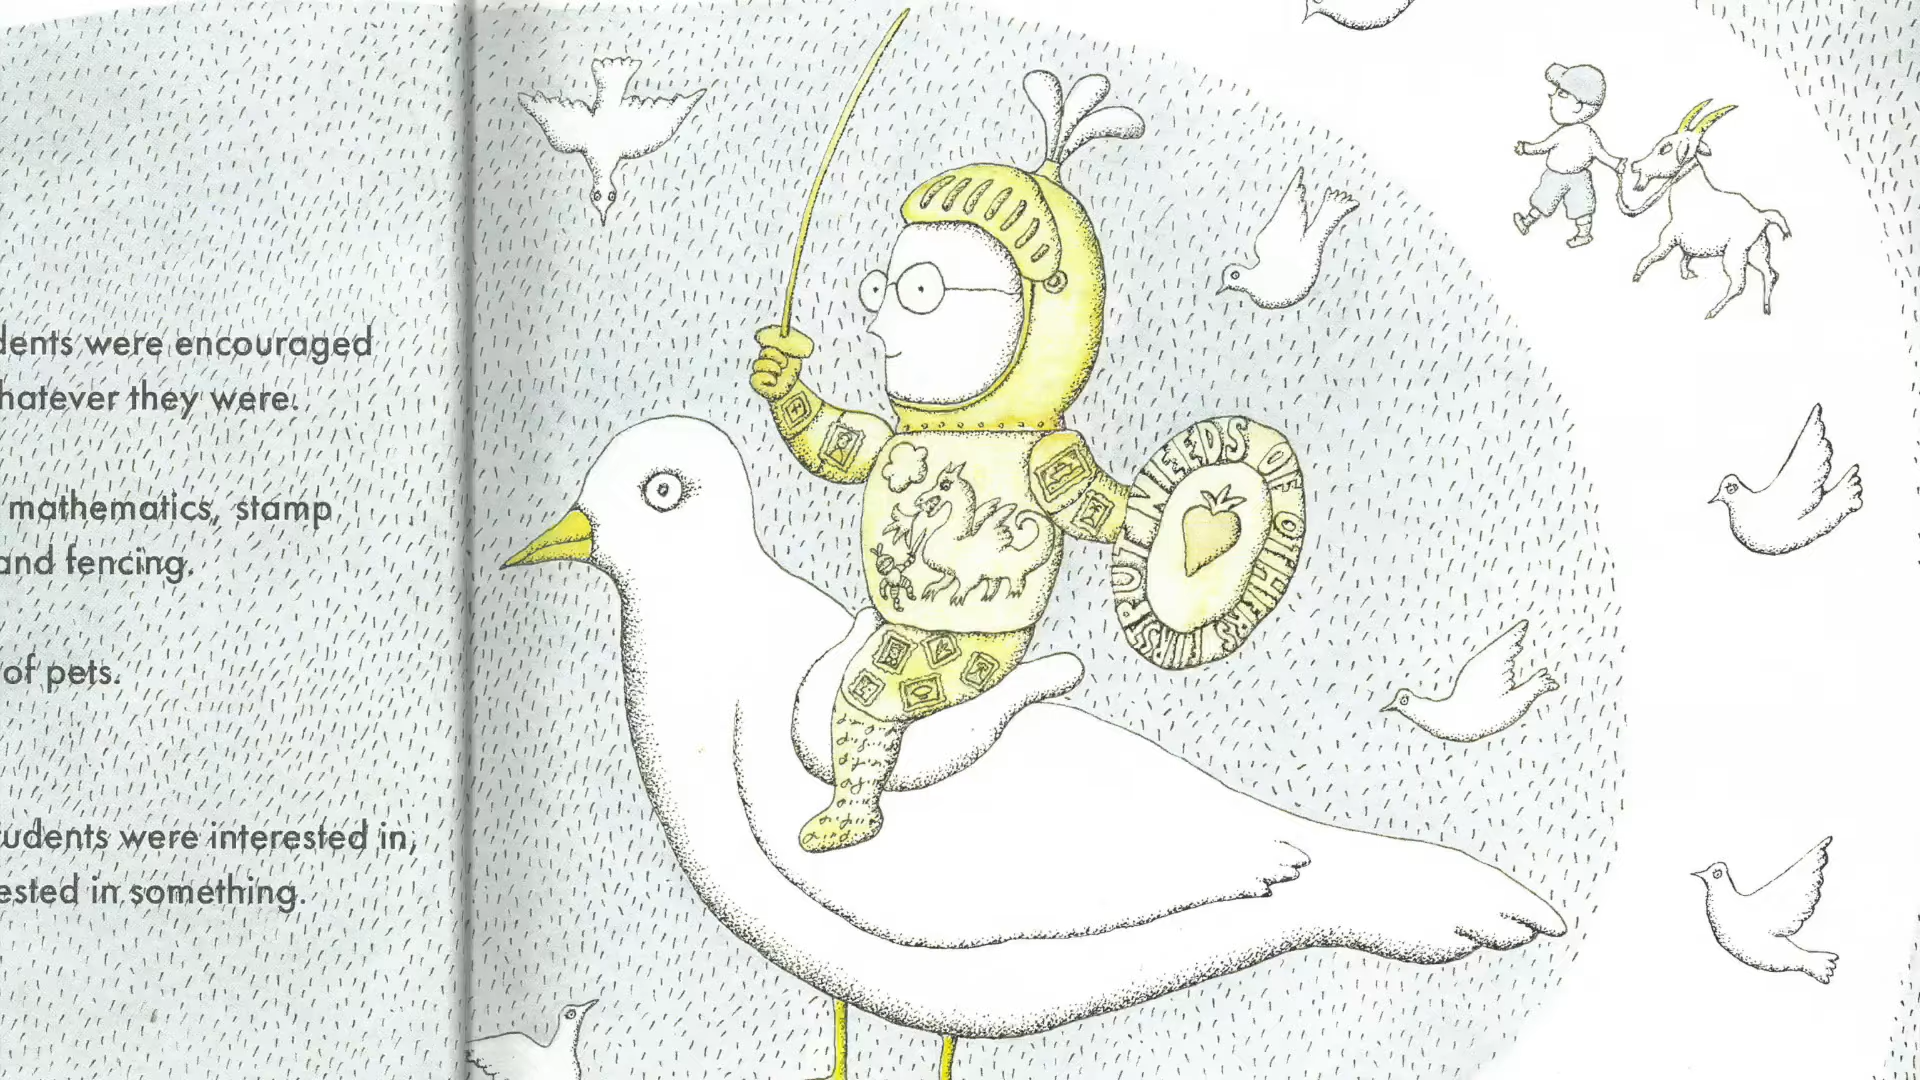 dents were encouraged
hatever they were.
mathematics, stamp
and fencing.
of pets.
udents were interested in,
ested in something.
PUT NEEDS OF OTHERS FIRST